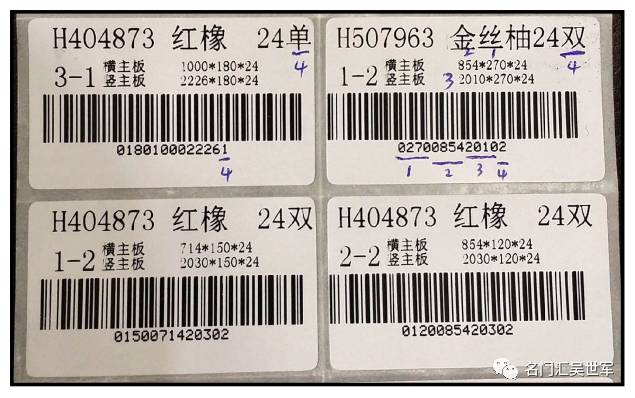 H404873 红橡 24单
4
3-1 横主板 1000*180*24
竖主板 2226*180*24
0180100022261
4
H507963 金丝柚24双
2 1 4
1-2 横主板 854*270*24
竖主板 3 2010*270*24
0270085420102
1 2 3 4
H404873 红橡 24双
1-2 横主板 714*150*24
竖主板 2030*150*24
0150071420302
H404873 红橡 24双
2-2 横主板 854*120*24
竖主板 2030*120*24
0120085420302
名门汇吴世军